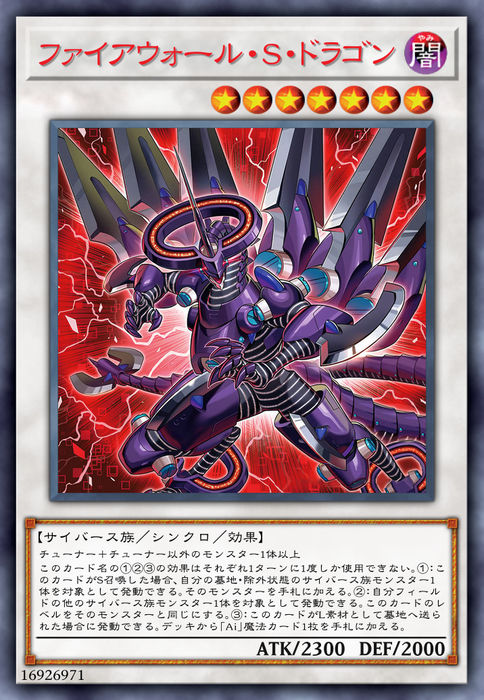 ファイアウォール・S・ドラゴン
やみ
闇
【サイバース族／シンクロ／効果】
チューナー＋チューナー以外のモンスター1体以上
このカード名の①②③の効果はそれぞれ1ターンに1度しか使用できない。①：こ
のカードがS召喚した場合、自分の墓地・除外状態のサイバース族モンスター1
体を対象として発動できる。そのモンスターを手札に加える。②：自分フィール
ドの他のサイバース族モンスター1体を対象として発動できる。このカードのレ
ベルをそのモンスターと同じにする。③：このカードがL素材として墓地へ送ら
れた場合に発動できる。デッキから「Ai」魔法カード1枚を手札に加える。
ATK/2300 DEF/2000
16926971